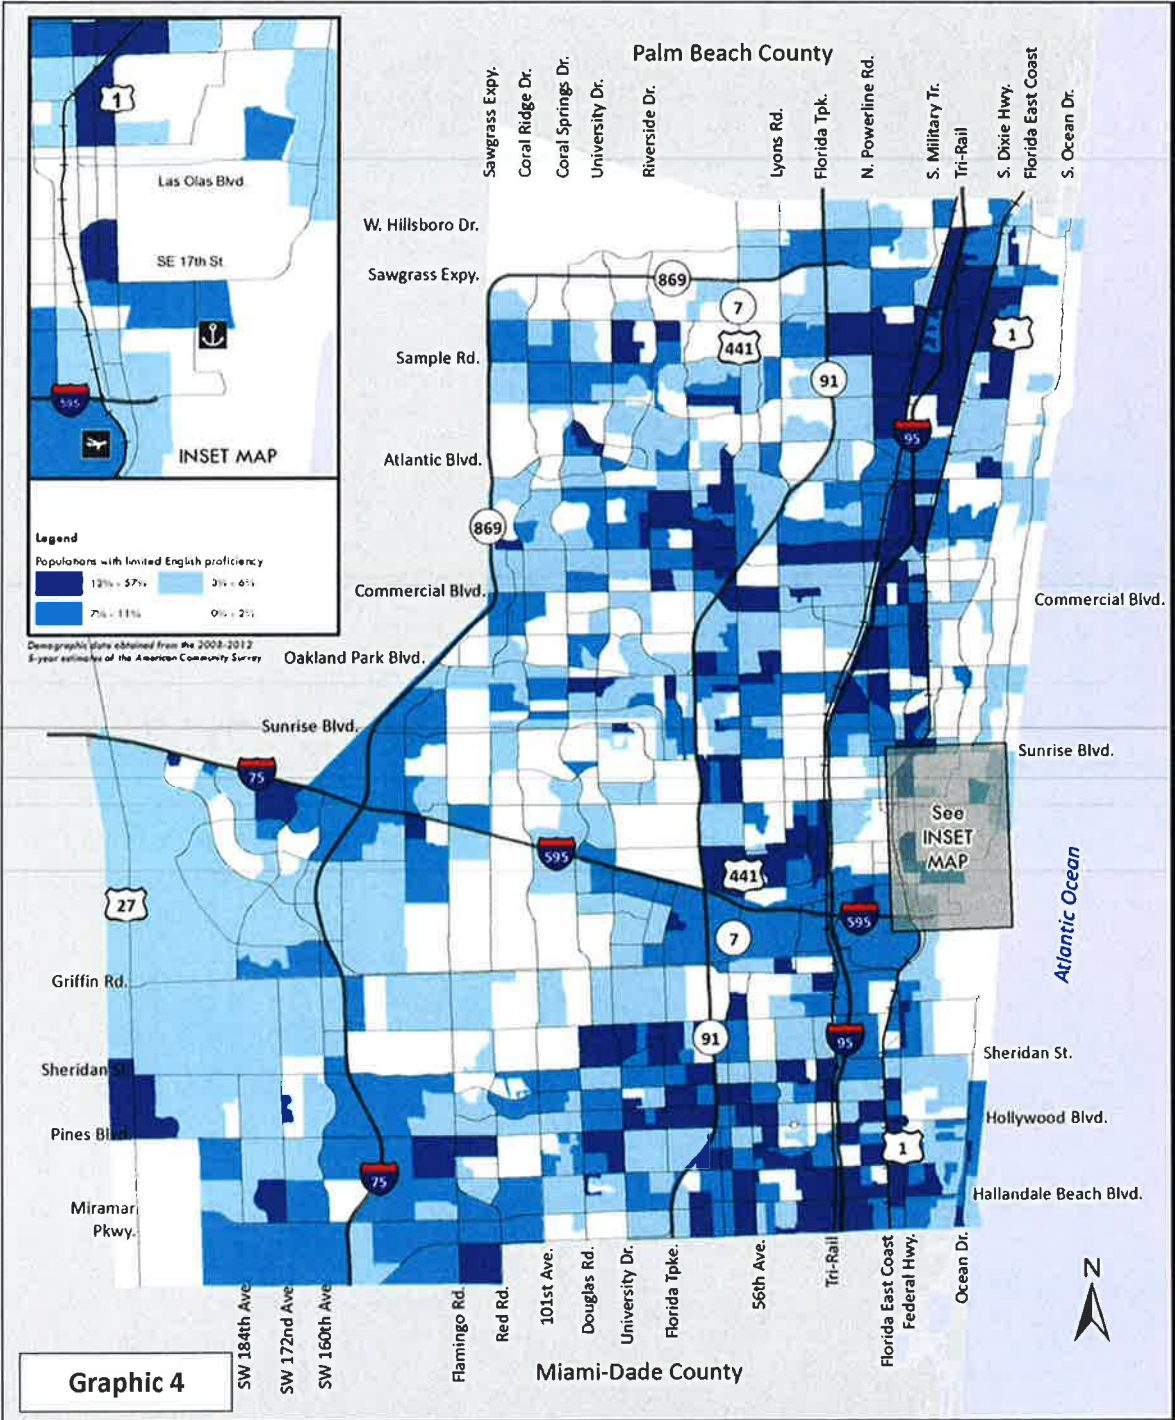 Palm Beach County
Sawgrass Expy.
Coral Ridge Dr.
Coral Springs Dr.
University Dr.
Riverside Dr.
Lyons Rd.
Florida Tpk.
N. Powerline Rd.
S. Military Tr.
Tri-Rail
S. Dixie Hwy.
Florida East Coast
S. Ocean Dr.
1
Las Olas Blvd
SE 17th St
595
INSET MAP
Legend
Populations with limited English proficiency
12% - 57%
3% - 6%
7% - 11%
0% - 2%
Demographic data obtained from the 2008-2012
5-year estimates of the American Community Survey
W. Hillsboro Dr.
Sawgrass Expy.
869
7
441
1
Sample Rd.
91
95
Atlantic Blvd.
869
Commercial Blvd.
Commercial Blvd.
Oakland Park Blvd.
Sunrise Blvd.
Sunrise Blvd.
75
See
INSET
MAP
595
441
27
595
7
Atlantic Ocean
Griffin Rd.
91
95
Sheridan St.
Sheridan St.
Hollywood Blvd.
Pines Blvd.
1
75
Hallandale Beach Blvd.
Miramar
Pkwy.
SW 184th Ave.
SW 172nd Ave.
SW 160th Ave.
Flamingo Rd.
Red Rd.
101st Ave.
Douglas Rd.
University Dr.
Florida Tpke.
56th Ave.
Tri-Rail
Florida East Coast
Federal Hwy.
Ocean Dr.
N
Miami-Dade County
Graphic 4